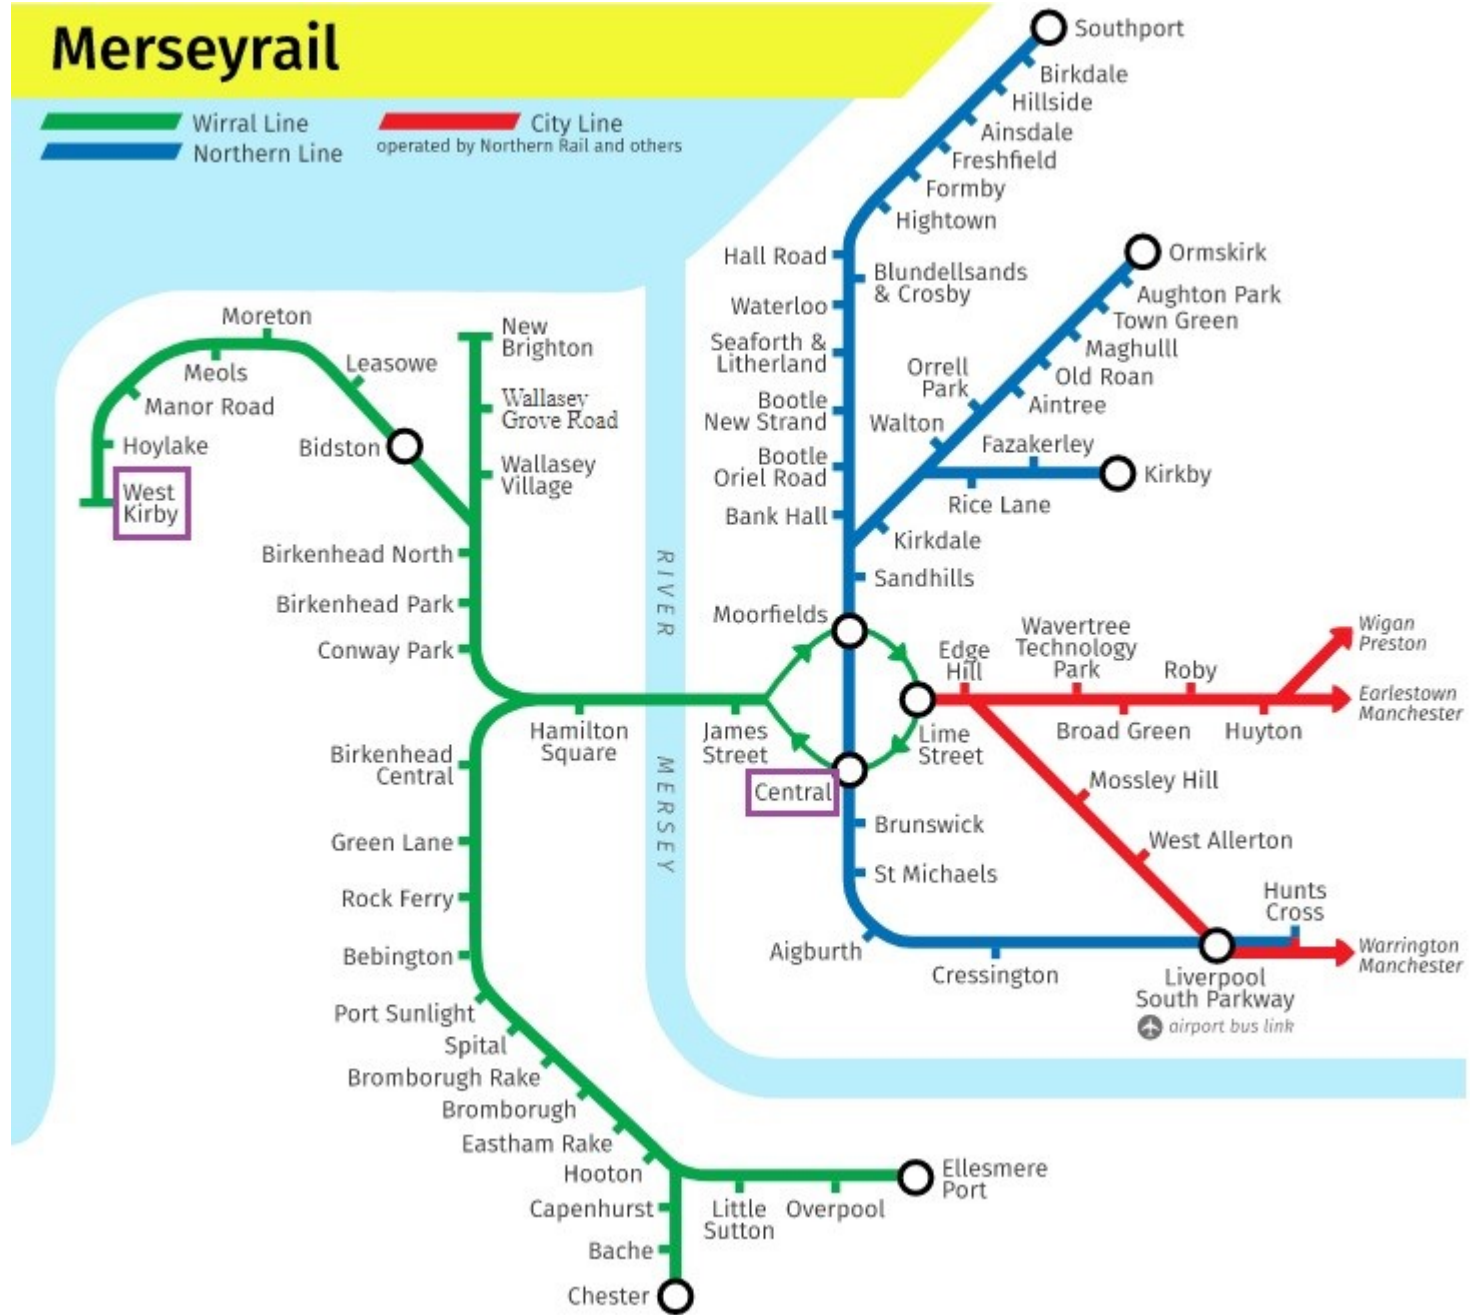 Merseyrail
Wirral Line
Northern Line
City Line
operated by Northern Rail and others
Southport
Birkdale
Hillside
Ainsdale
Freshfield
Formby
Hightown
Hall Road
Blundellsands
& Crosby
Waterloo
Seaforth &
Litherland
Bootle
New Strand
Bootle
Oriel Road
Bank Hall
Ormskirk
Aughton Park
Town Green
Maghulll
Old Roan
Aintree
Orrell
Park
Walton
Fazakerley
Kirkby
Rice Lane
Kirkdale
Sandhills
Moorfields
Moreton
Meols
Leasowe
Manor Road
Hoylake
West
Kirby
Bidston
New
Brighton
Wallasey
Grove Road
Wallasey
Village
Birkenhead North
Birkenhead Park
Conway Park
Hamilton
Square
James
Street
Central
Lime
Street
Edge
Hill
Wavertree
Technology
Park
Roby
Broad Green
Huyton
Wigan
Preston
Earlestown
Manchester
Mossley Hill
West Allerton
Hunts
Cross
Warrington
Manchester
Liverpool
South Parkway
airport bus link
Brunswick
St Michaels
Aigburth
Cressington
RIVER
MERSEY
Birkenhead
Central
Green Lane
Rock Ferry
Bebington
Port Sunlight
Spital
Bromborugh Rake
Bromborugh
Eastham Rake
Hooton
Capenhurst
Bache
Chester
Little
Sutton
Overpool
Ellesmere
Port